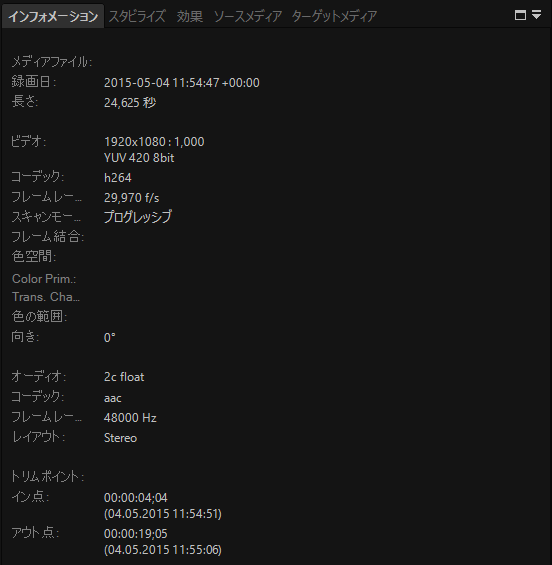 インフォメーション スタビライズ 効果 ソースメディア ターゲットメディア
メディアファイル:
録画日: 2015-05-04 11:54:47 +00:00
長さ: 24,625 秒
ビデオ: 1920x1080 : 1,000
YUV 420 8bit
コーデック: h264
フレームレー... 29,970 f/s
スキャンモー... プログレッシブ
フレーム結合:
色空間:
Color Prim.:
Trans. Cha...
色の範囲:
向き: 0°
オーディオ: 2c float
コーデック: aac
フレームレー... 48000 Hz
レイアウト: Stereo
トリムポイント:
イン点: 00:00:04;04
(04.05.2015 11:54:51)
アウト点: 00:00:19;05
(04.05.2015 11:55:06)